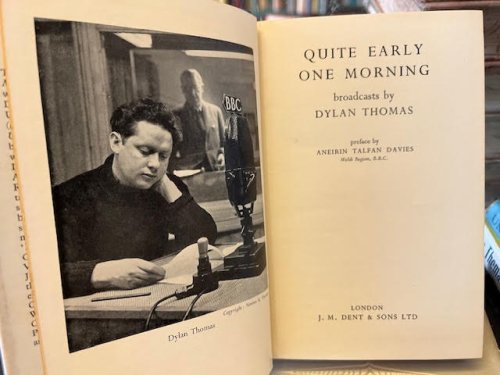 BBC
Copyright:
Dylan Thomas
QUITE EARLY
ONE MORNING
broadcasts by
DYLAN THOMAS
preface by
ANEIRIN TALFAN DAVIES
Welsh Region, B.B.C.
LONDON
J. M. DENT & SONS LTD